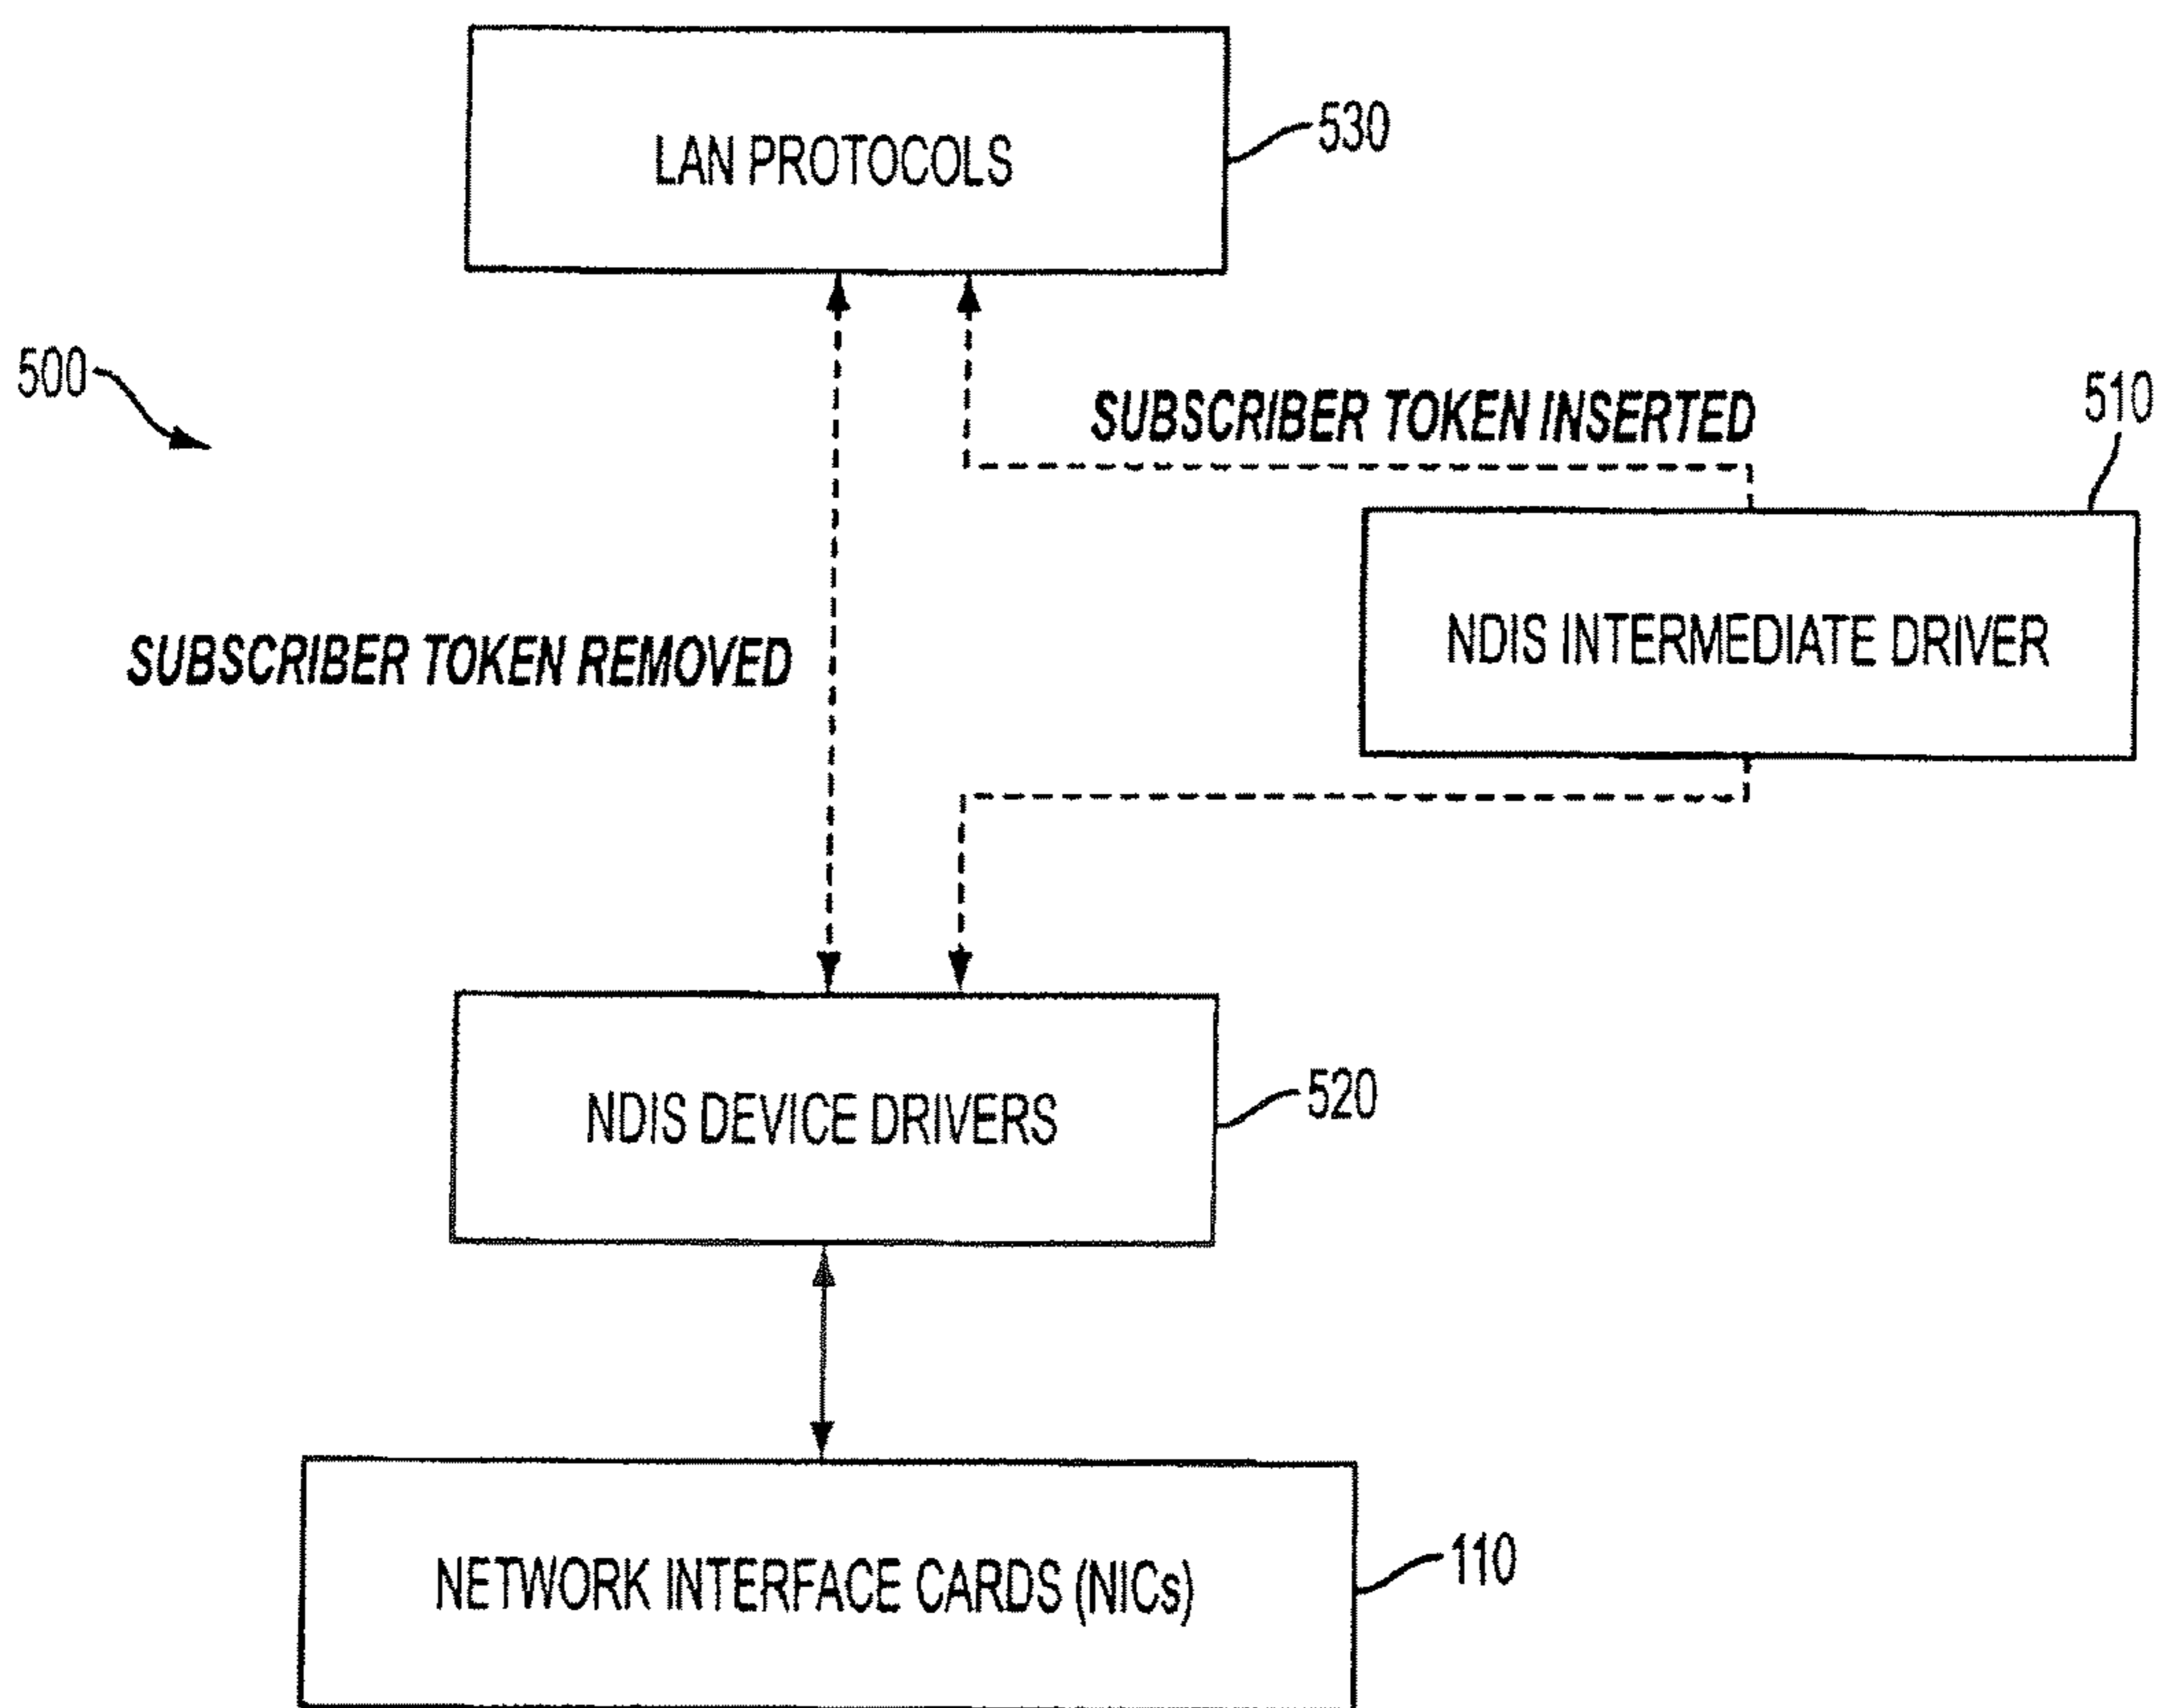 530
LAN PROTOCOLS
500
SUBSCRIBER TOKEN INSERTED
510
NDIS INTERMEDIATE DRIVER
SUBSCRIBER TOKEN REMOVED
NDIS DEVICE DRIVERS
520
NETWORK INTERFACE CARDS (NICs)
110